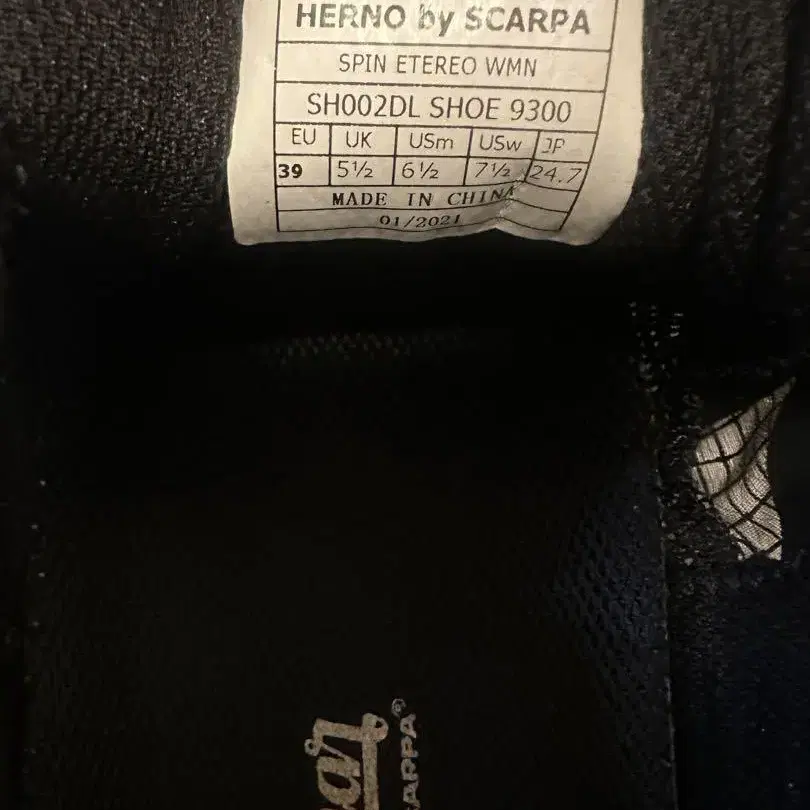 HERNO by SCARPA
SPIN ETEREO WMN
SH002DL SHOE 9300
EU UK USm USw JP
39 5½ 6½ 7½ 24.7
MADE IN CHINA
01/2021